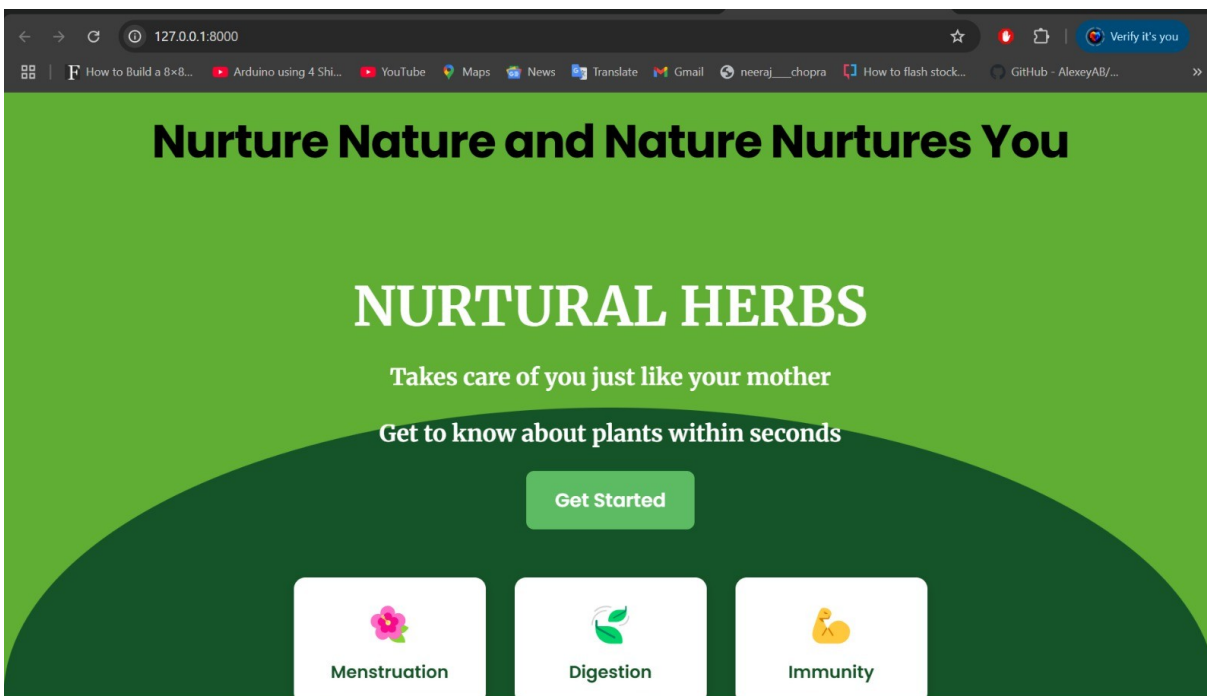 127.0.0.1:8000
Verify it's you
How to Build a 8×8... Arduino using 4 Shi... YouTube Maps News Translate Gmail neeraj___chopra How to flash stock... GitHub - AlexeyAB/... »
Nurture Nature and Nature Nurtures You
NURTURAL HERBS
Takes care of you just like your mother
Get to know about plants within seconds
Get Started
Menstruation
Digestion
Immunity